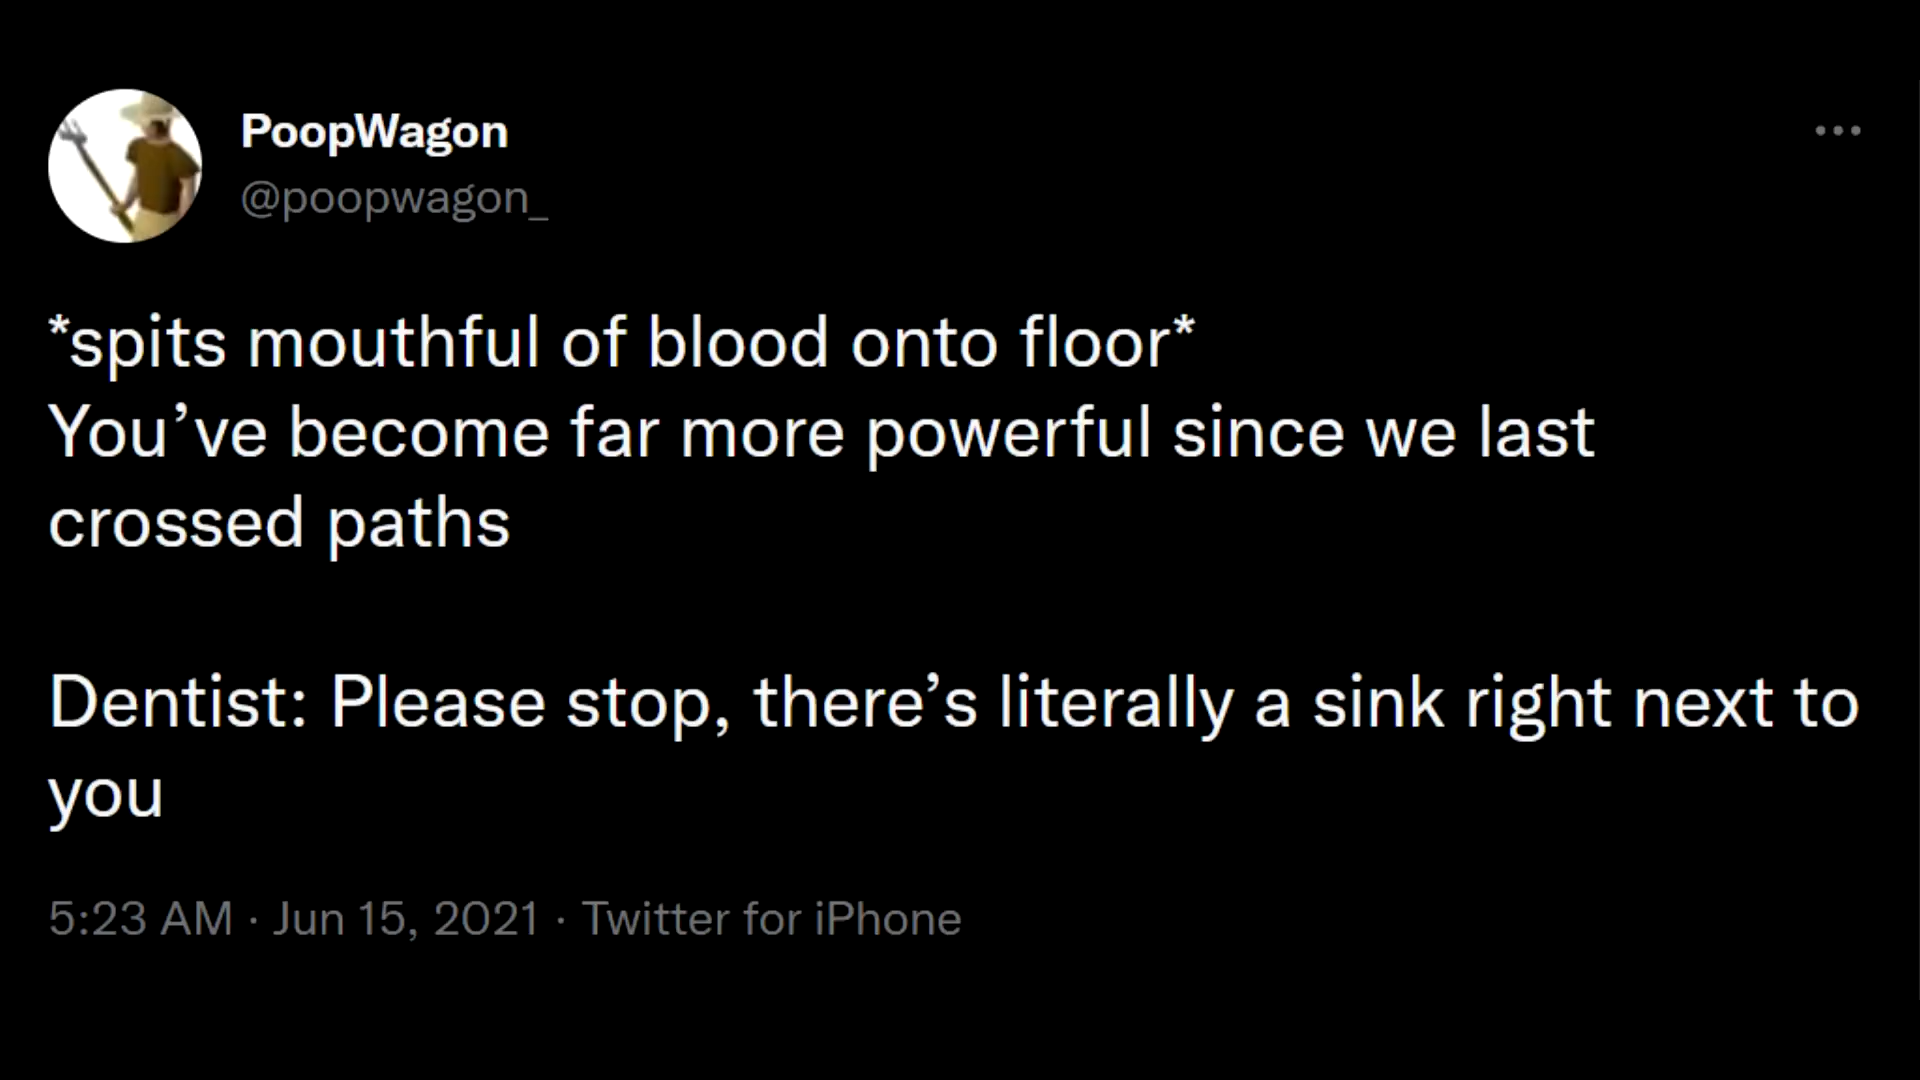 PoopWagon
@poopwagon_
*spits mouthful of blood onto floor*
You’ve become far more powerful since we last
crossed paths
Dentist: Please stop, there’s literally a sink right next to
you
5:23 AM · Jun 15, 2021 · Twitter for iPhone